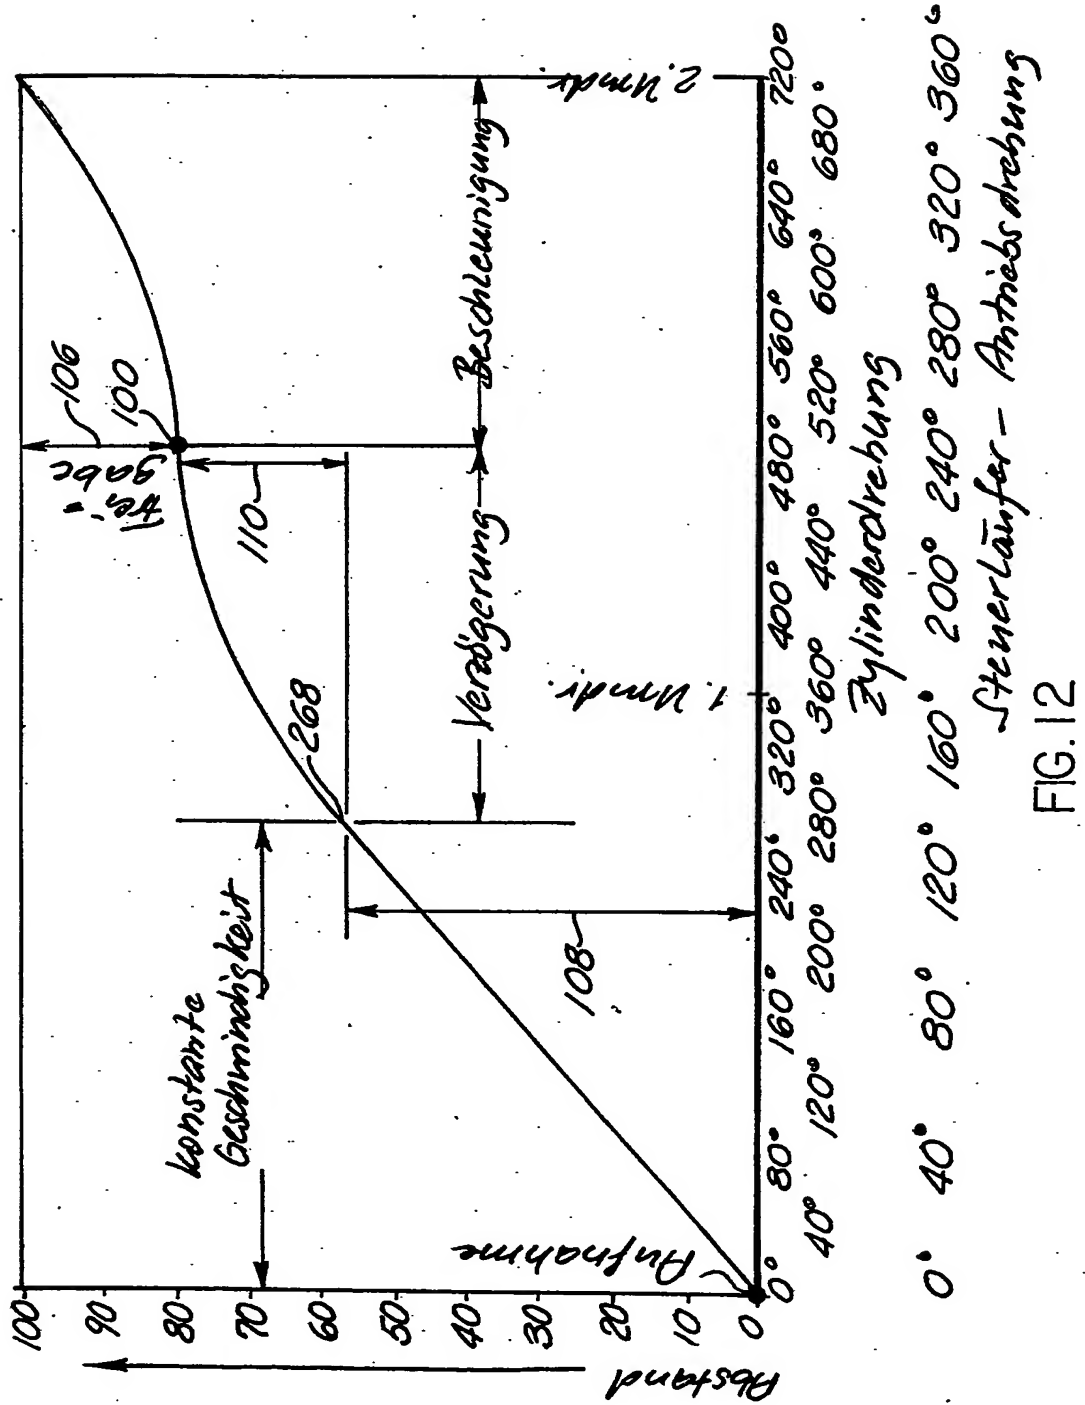 Abstand
100
90
80
70
60
50
40
30
20
10
0
Aufnahme
konstante
Geschwindigkeit
108
268
Verzögerung
110
Frei-
gabe
100
106
Beschleunigung
1. Umdr.
2. Umdr.
0° 80° 160° 240° 320° 400° 480° 560° 640° 720°
40° 120° 200° 280° 360° 440° 520° 600° 680°
Zylinderdrehung
0° 40° 80° 120° 160° 200° 240° 280° 320° 360°
Steuerläufer - Antriebsdrehung
FIG. 12